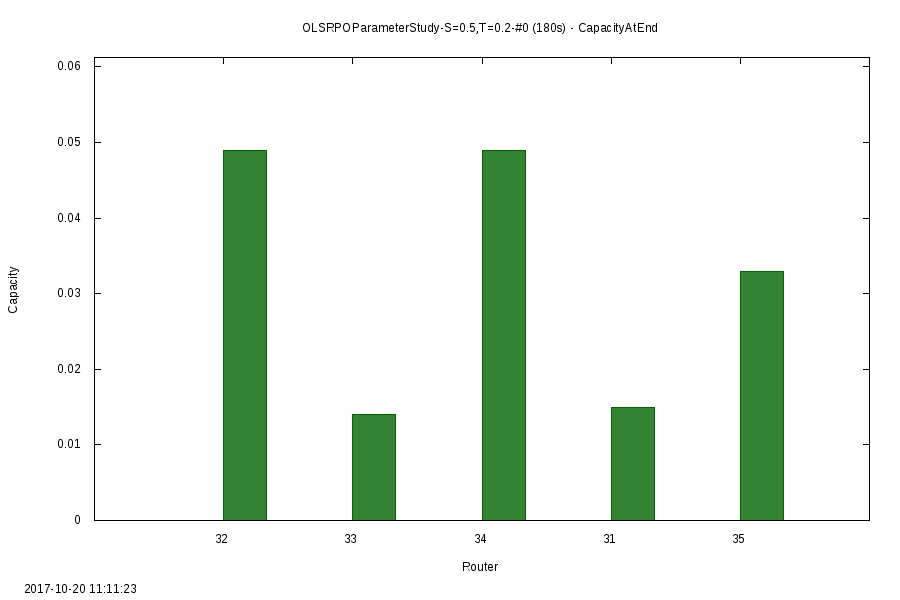 OLSRPOParameterStudy-S=0.5,T=0.2-#0 (180s) - CapacityAtEnd
0.06
0.05
0.04
0.03
0.02
0.01
0
Capacity
32 33 34 31 35
Router
2017-10-20 11:11:23